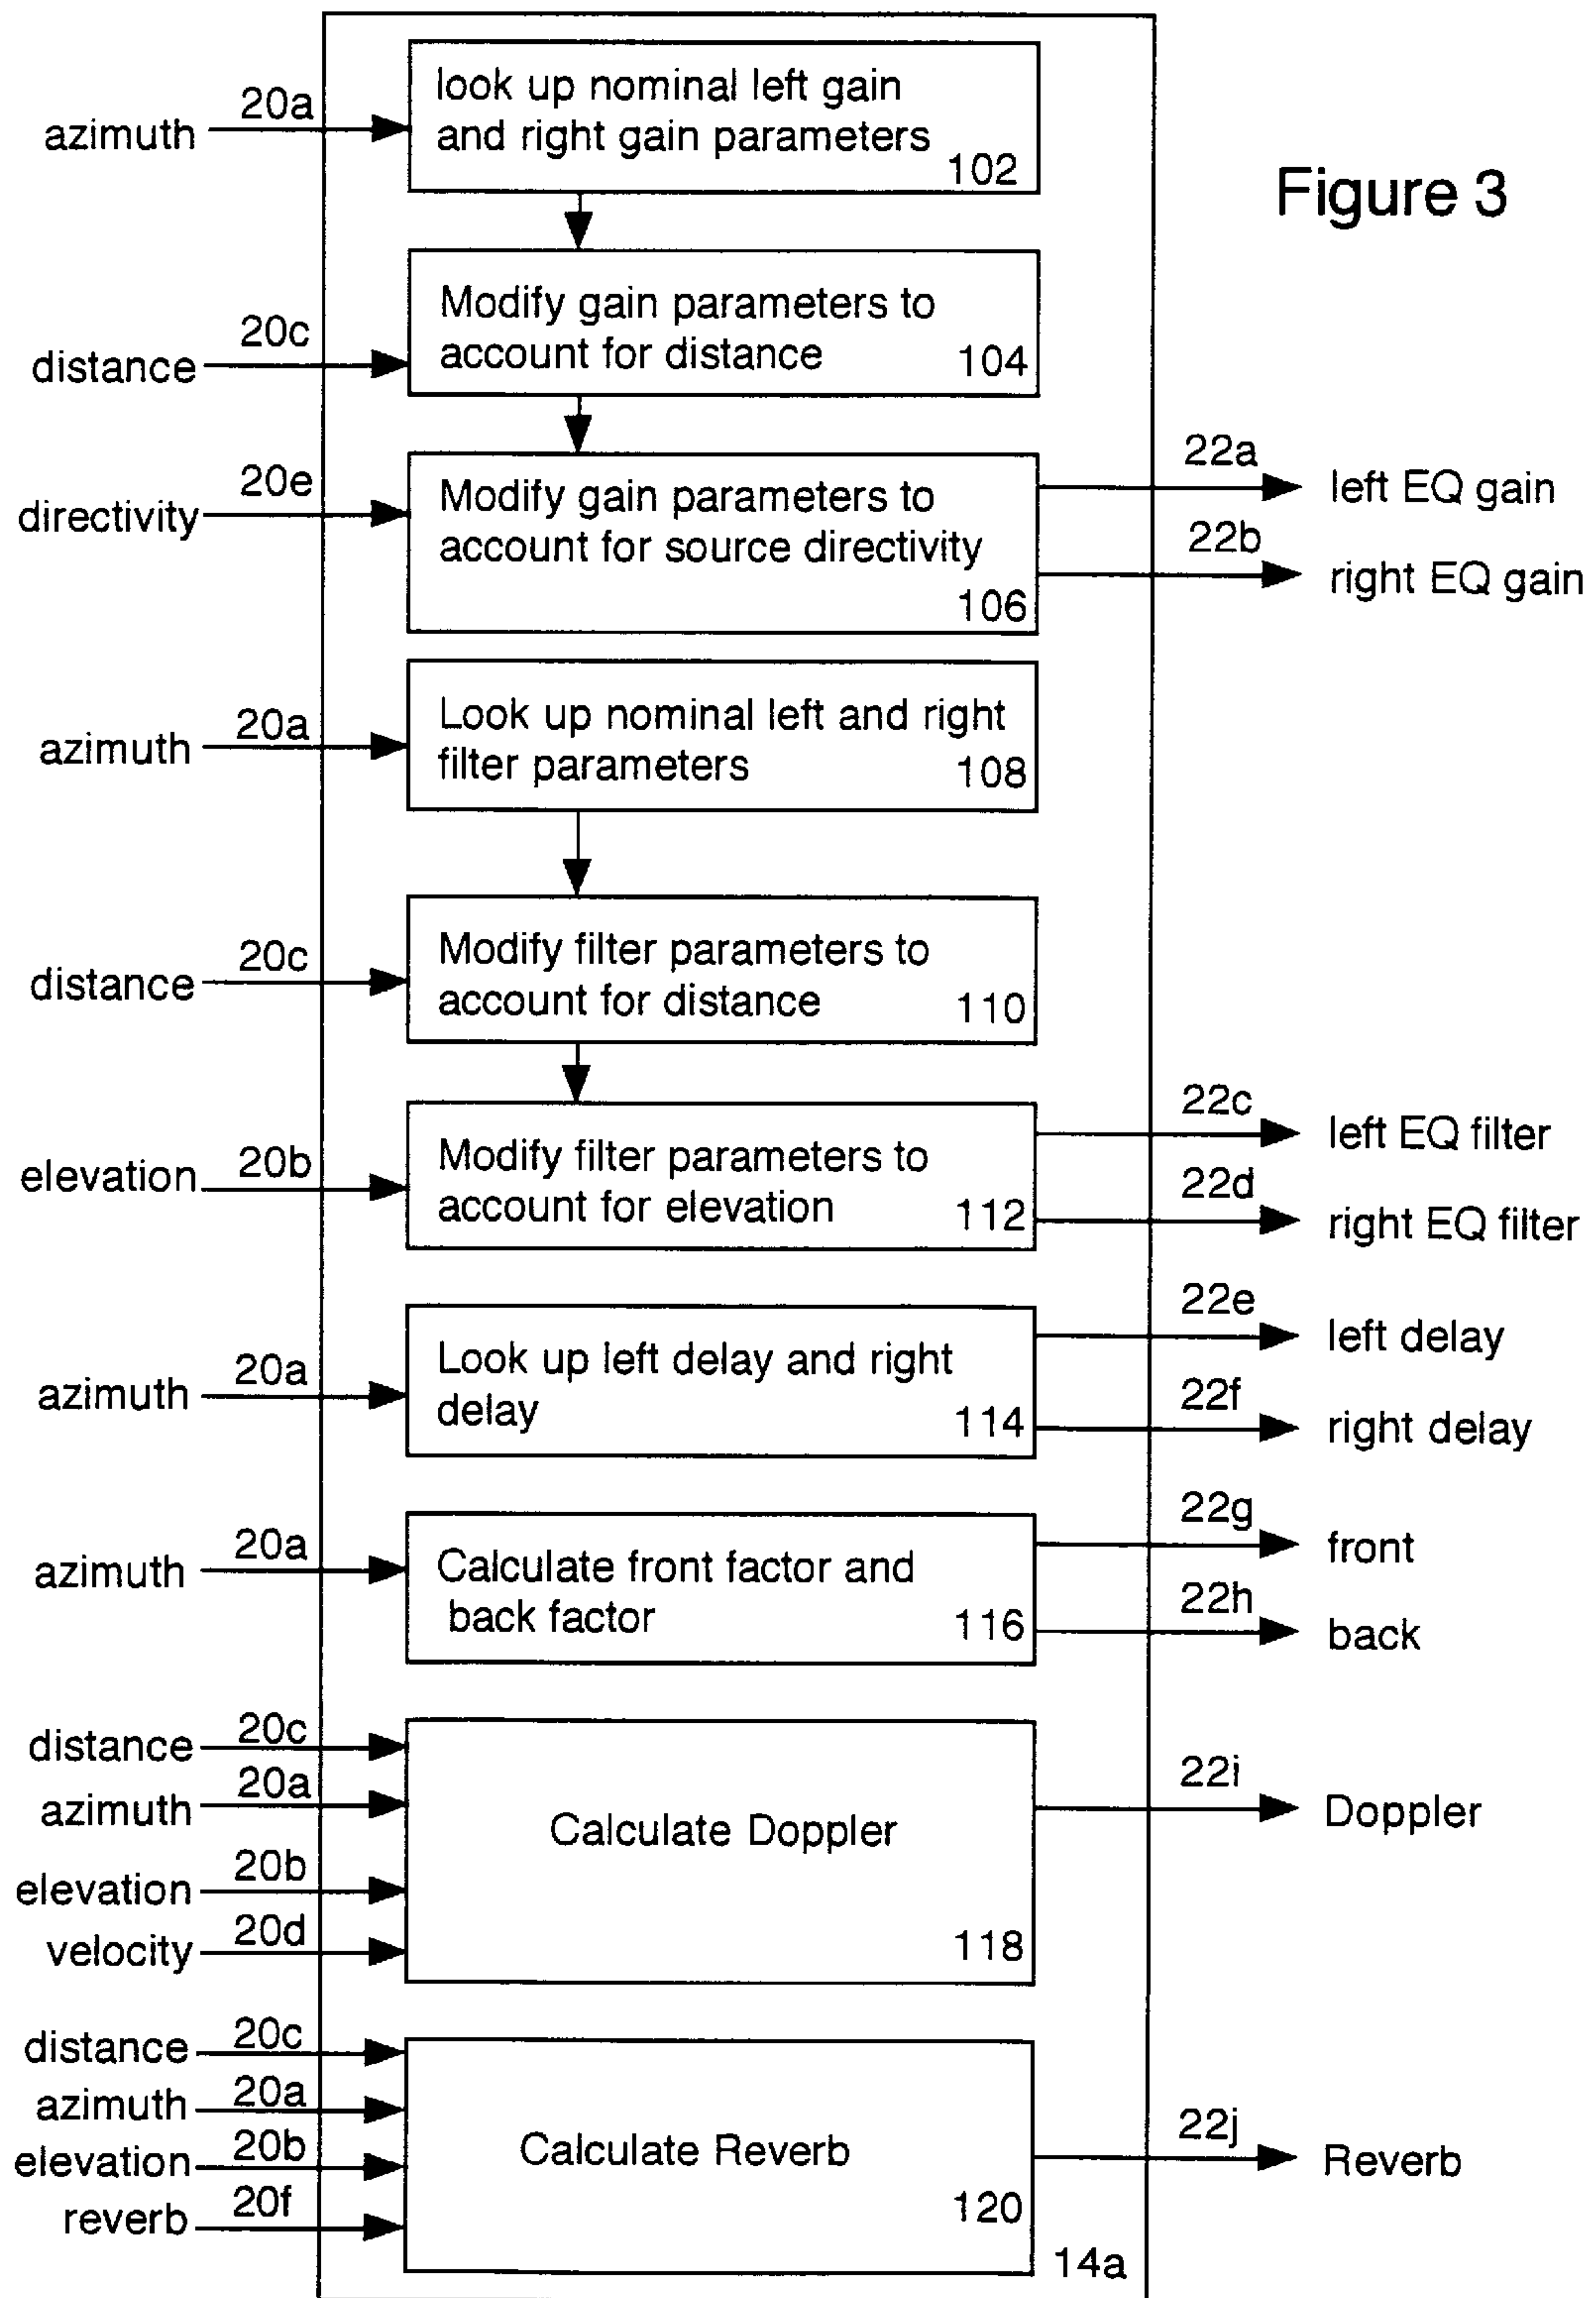 look up nominal left gain
and right gain parameters
102
20a
azimuth
Figure 3
Modify gain parameters to
account for distance
104
20c
distance
Modify gain parameters to
account for source directivity
106
20e
directivity
22a
left EQ gain
22b
right EQ gain
Look up nominal left and right
filter parameters
108
20a
azimuth
Modify filter parameters to
account for distance
110
20c
distance
Modify filter parameters to
account for elevation
112
20b
elevation
22c
left EQ filter
22d
right EQ filter
Look up left delay and right
delay
114
20a
azimuth
22e
left delay
22f
right delay
Calculate front factor and
back factor
116
20a
azimuth
22g
front
22h
back
20c
distance
20a
azimuth
20b
elevation
20d
velocity
Calculate Doppler
118
22i
Doppler
20c
distance
20a
azimuth
20b
elevation
20f
reverb
Calculate Reverb
120
22j
Reverb
14a